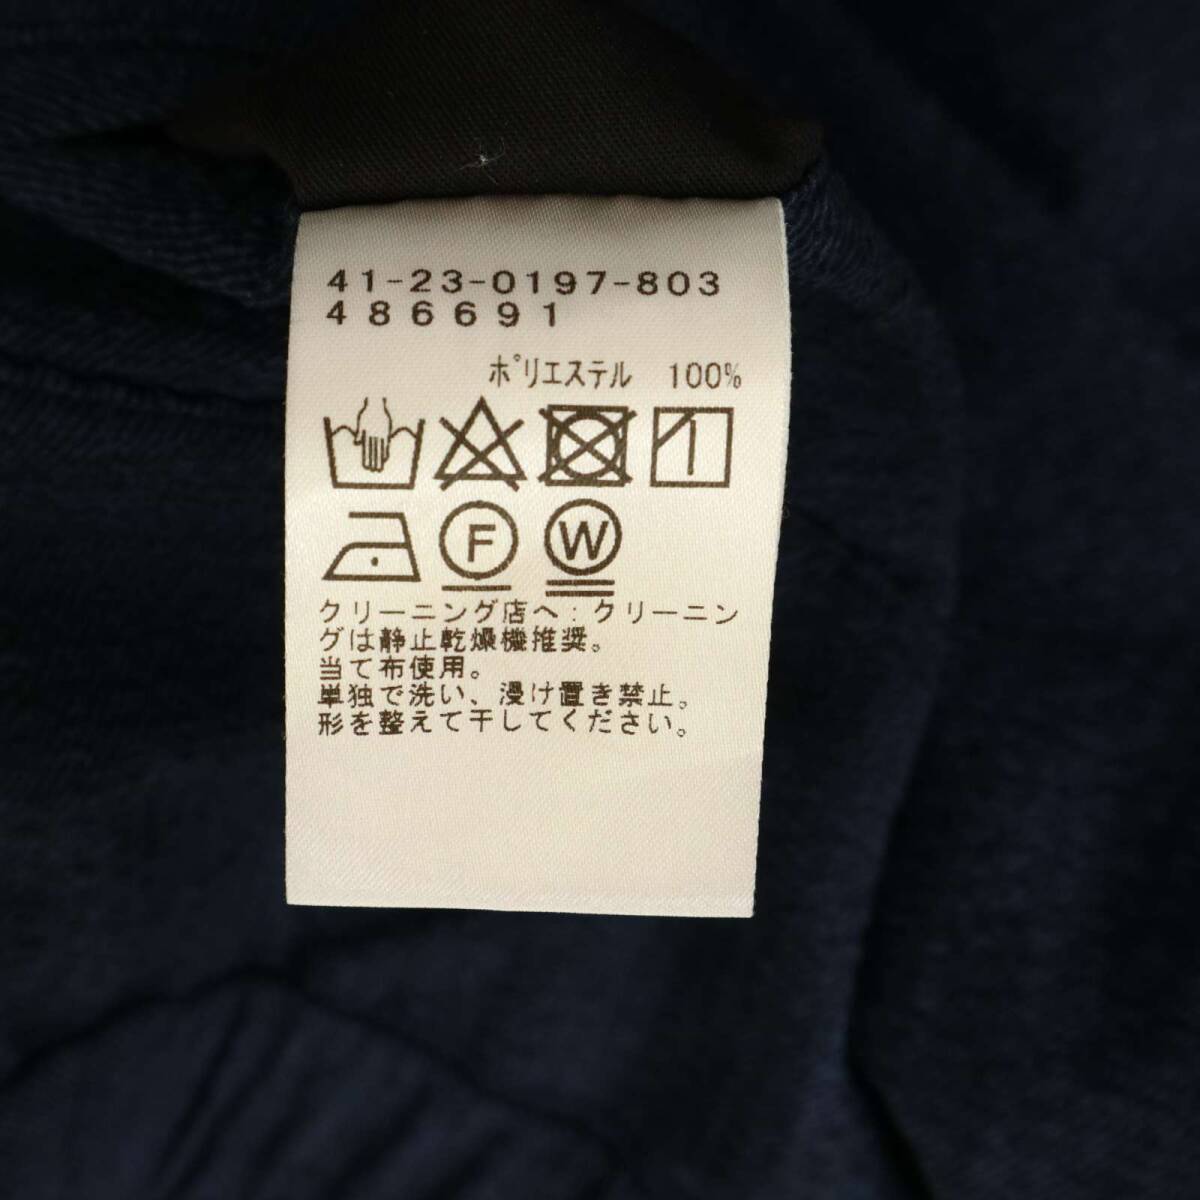 41-23-0197-803
486691
ポリエステル 100%
F W
クリーニング店へ:クリーニン
グは静止乾燥機推奨。
当て布使用。
単独で洗い、浸け置き禁止。
形を整えて干してください。